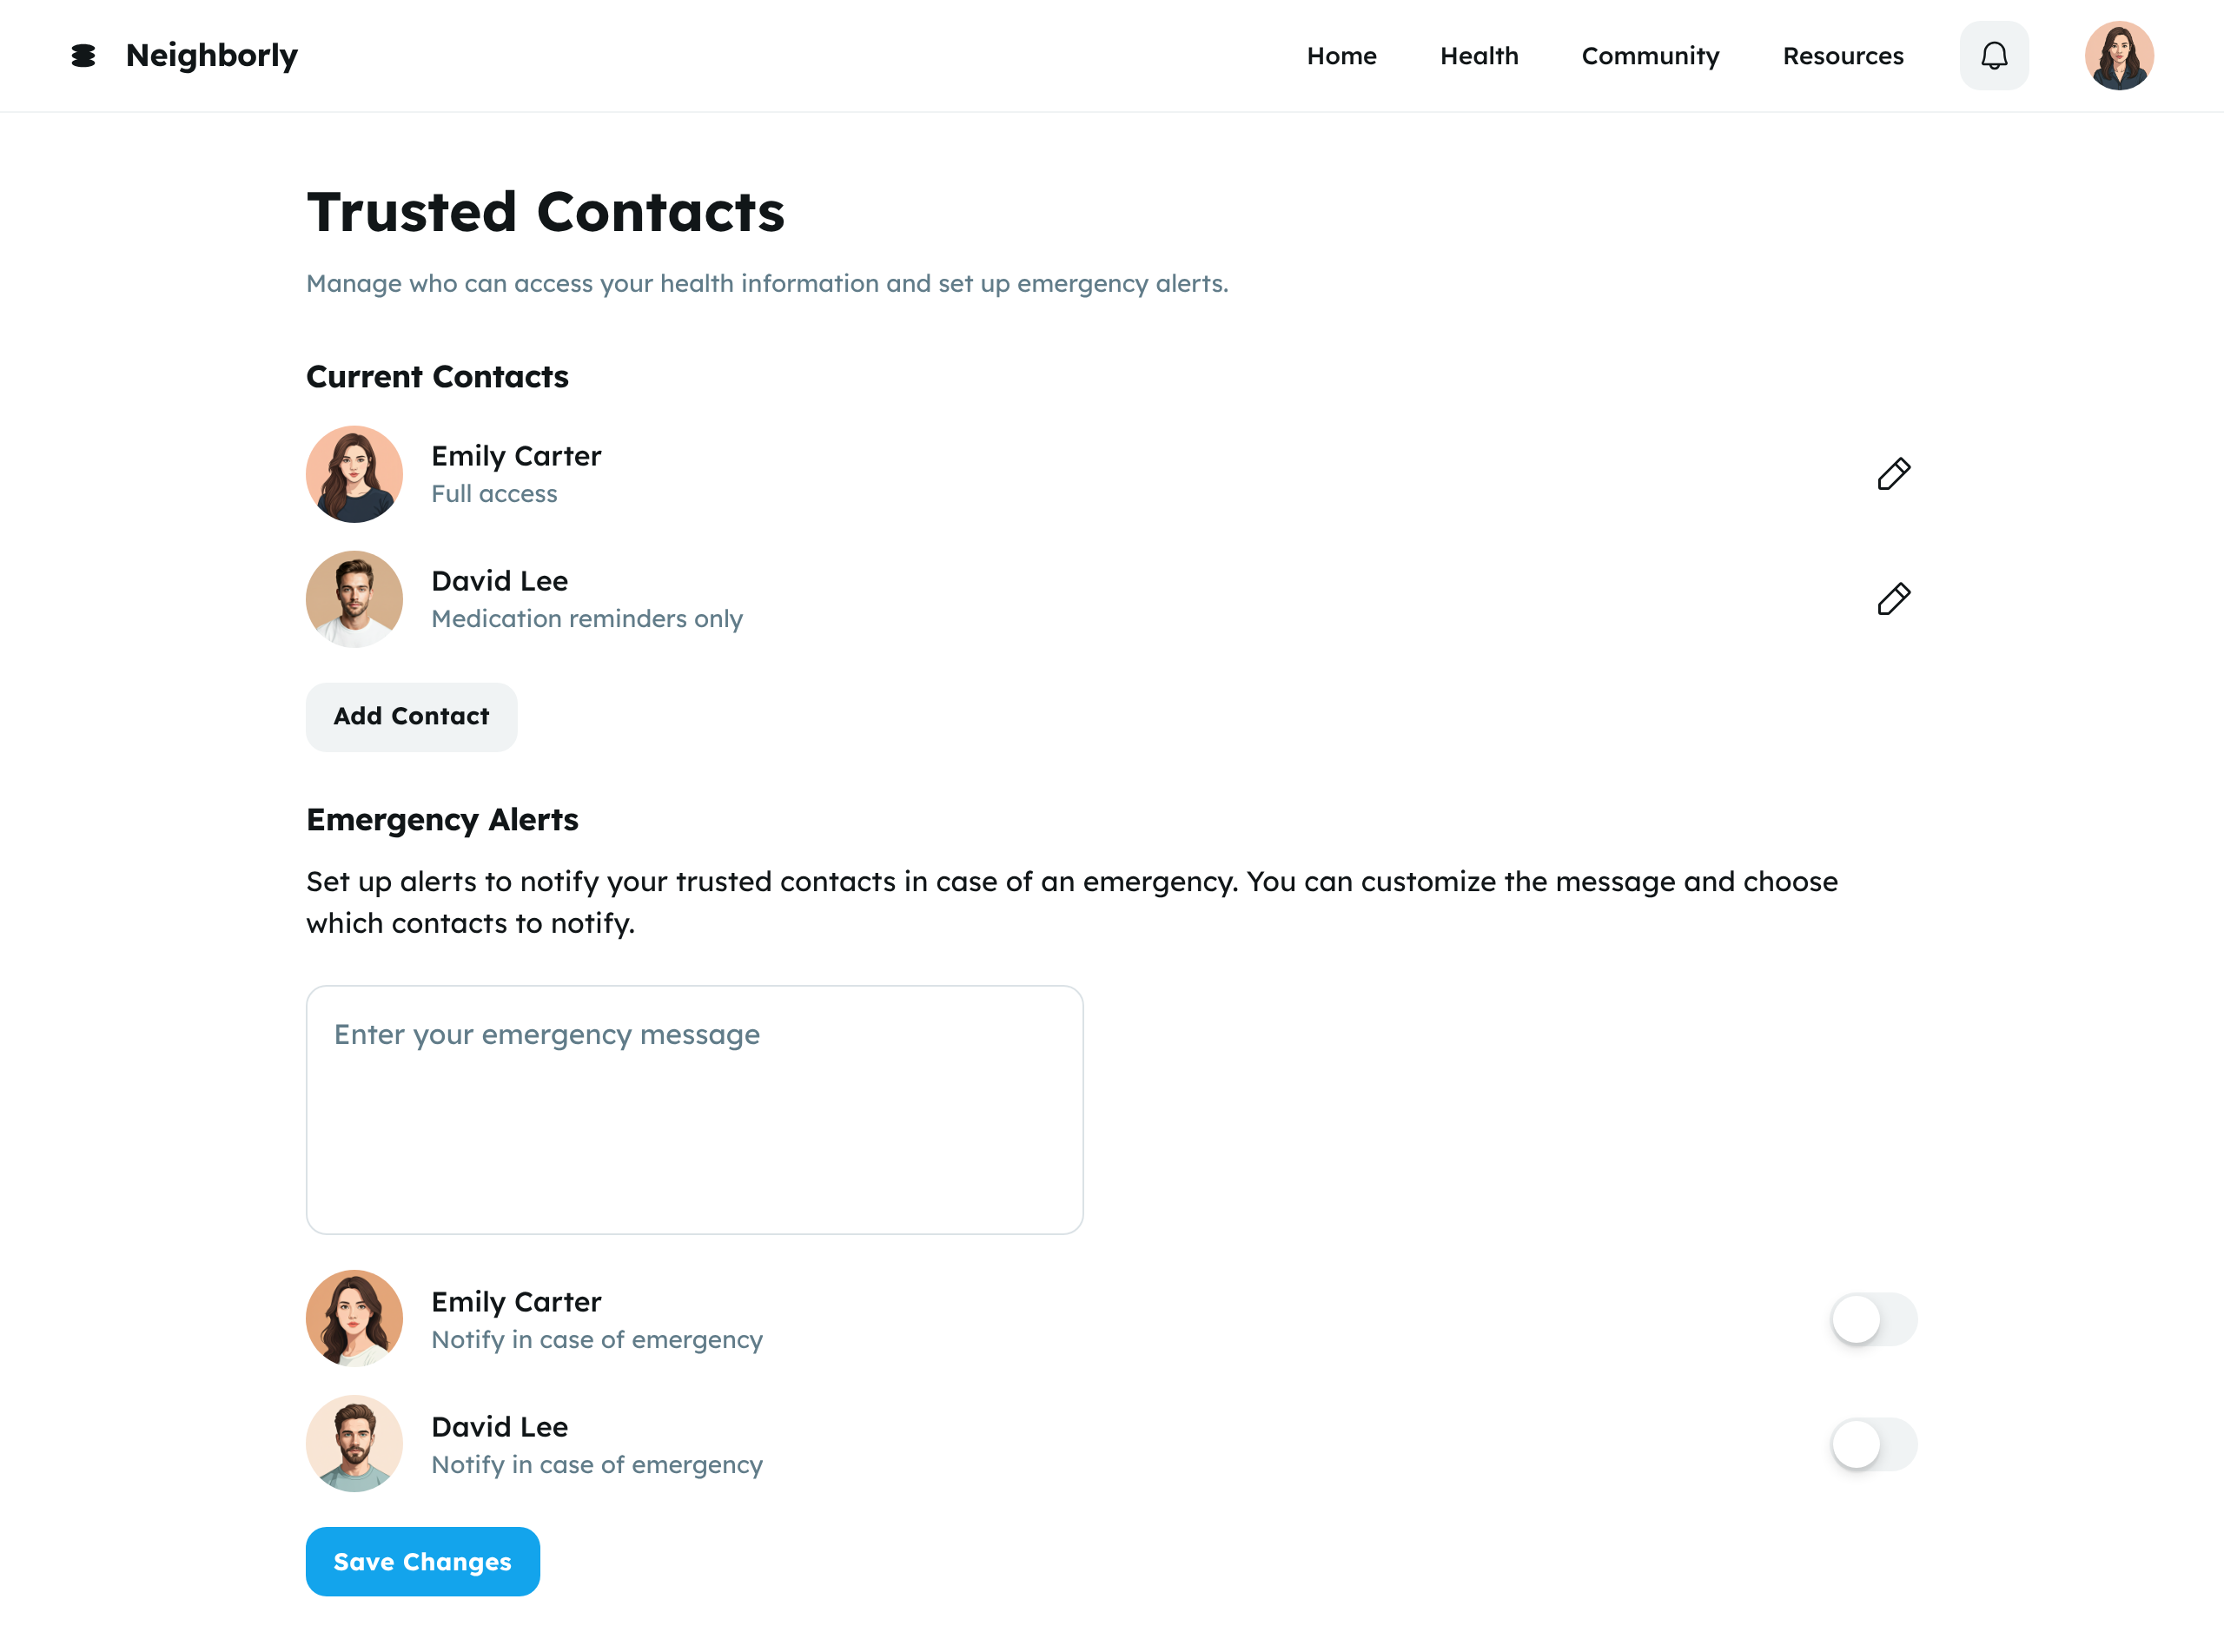 Neighborly
Home
Health
Community
Resources
Trusted Contacts
Manage who can access your health information and set up emergency alerts.
Current Contacts
Emily Carter
Full access
David Lee
Medication reminders only
Add Contact
Emergency Alerts
Set up alerts to notify your trusted contacts in case of an emergency. You can customize the message and choose
which contacts to notify.
Enter your emergency message
Emily Carter
Notify in case of emergency
David Lee
Notify in case of emergency
Save Changes